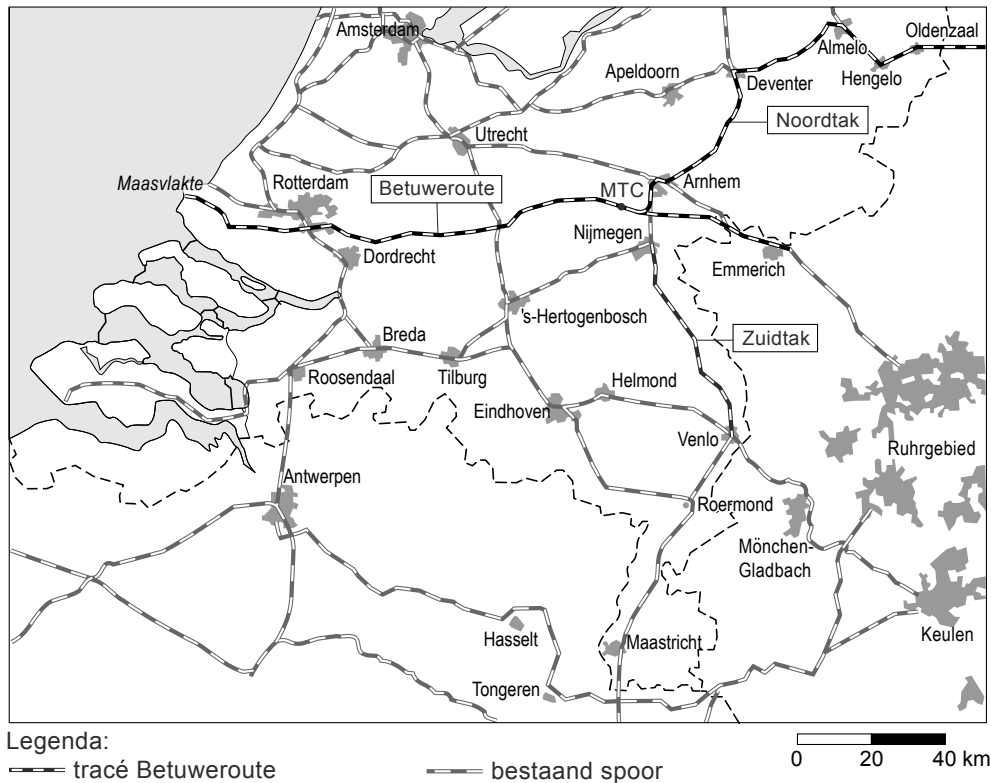 Amsterdam
Almelo
Oldenzaal
Hengelo
Apeldoorn
Deventer
Noordtak
Utrecht
Maasvlakte
Rotterdam
Betuweroute
MTC
Arnhem
Nijmegen
Dordrecht
Emmerich
's-Hertogenbosch
Breda
Zuidtak
Roosendaal
Tilburg
Helmond
Eindhoven
Venlo
Ruhrgebied
Antwerpen
Roermond
Mönchen-
Gladbach
Hasselt
Maastricht
Keulen
Tongeren
Legenda:
tracé Betuweroute
bestaand spoor
0 20 40 km